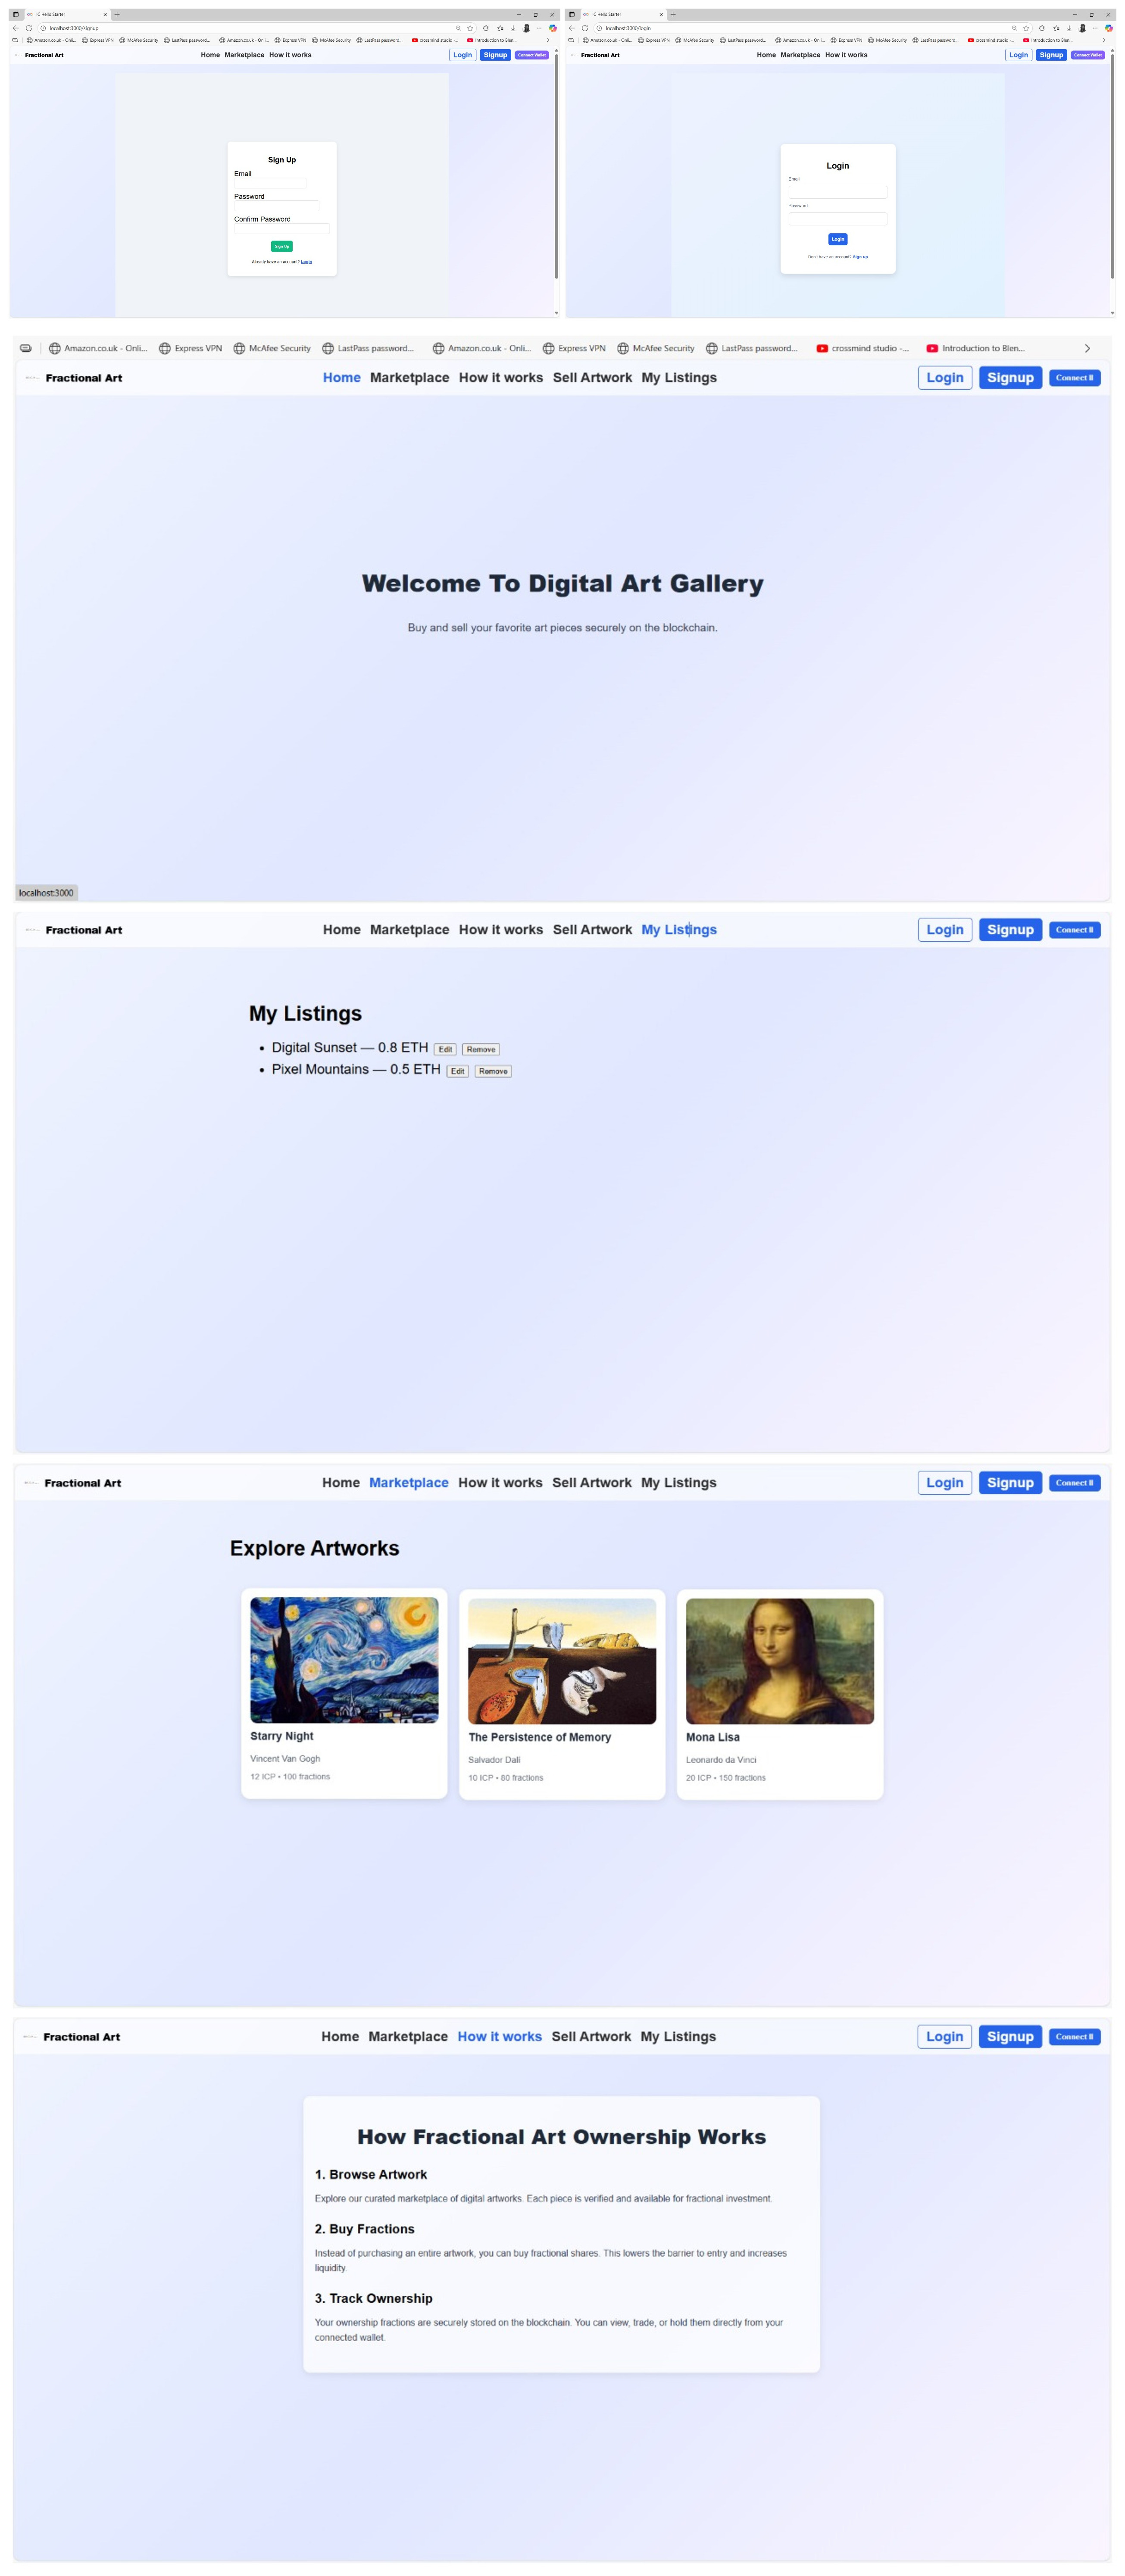 IC Hello Starter
localhost:3000/signup
Amazon.co.uk - Onli... Express VPN McAfee Security LastPass password... Amazon.co.uk - Onli... Express VPN McAfee Security LastPass password... crossmind studio -... Introduction to Blen...
Fractional Art Home Marketplace How it works Login Signup Connect Wallet
Sign Up
Email
Password
Confirm Password
Sign Up
Already have an account? Login
IC Hello Starter
localhost:3000/login
Amazon.co.uk - Onli... Express VPN McAfee Security LastPass password... Amazon.co.uk - Onli... Express VPN McAfee Security LastPass password... crossmind studio -... Introduction to Blen...
Fractional Art Home Marketplace How it works Login Signup Connect Wallet
Login
Email
Password
Login
Don't have an account? Sign up
Amazon.co.uk - Onli... Express VPN McAfee Security LastPass password... Amazon.co.uk - Onli... Express VPN McAfee Security LastPass password... crossmind studio -... Introduction to Blen...
Fractional Art Home Marketplace How it works Sell Artwork My Listings Login Signup Connect II
Welcome To Digital Art Gallery
Buy and sell your favorite art pieces securely on the blockchain.
localhost:3000
Fractional Art Home Marketplace How it works Sell Artwork My Listings Login Signup Connect II
My Listings
• Digital Sunset — 0.8 ETH Edit Remove
• Pixel Mountains — 0.5 ETH Edit Remove
Fractional Art Home Marketplace How it works Sell Artwork My Listings Login Signup Connect II
Explore Artworks
Starry Night
Vincent Van Gogh
12 ICP • 100 fractions
The Persistence of Memory
Salvador Dalí
10 ICP • 80 fractions
Mona Lisa
Leonardo da Vinci
20 ICP • 150 fractions
Fractional Art Home Marketplace How it works Sell Artwork My Listings Login Signup Connect II
How Fractional Art Ownership Works
1. Browse Artwork
Explore our curated marketplace of digital artworks. Each piece is verified and available for fractional investment.
2. Buy Fractions
Instead of purchasing an entire artwork, you can buy fractional shares. This lowers the barrier to entry and increases
liquidity.
3. Track Ownership
Your ownership fractions are securely stored on the blockchain. You can view, trade, or hold them directly from your
connected wallet.